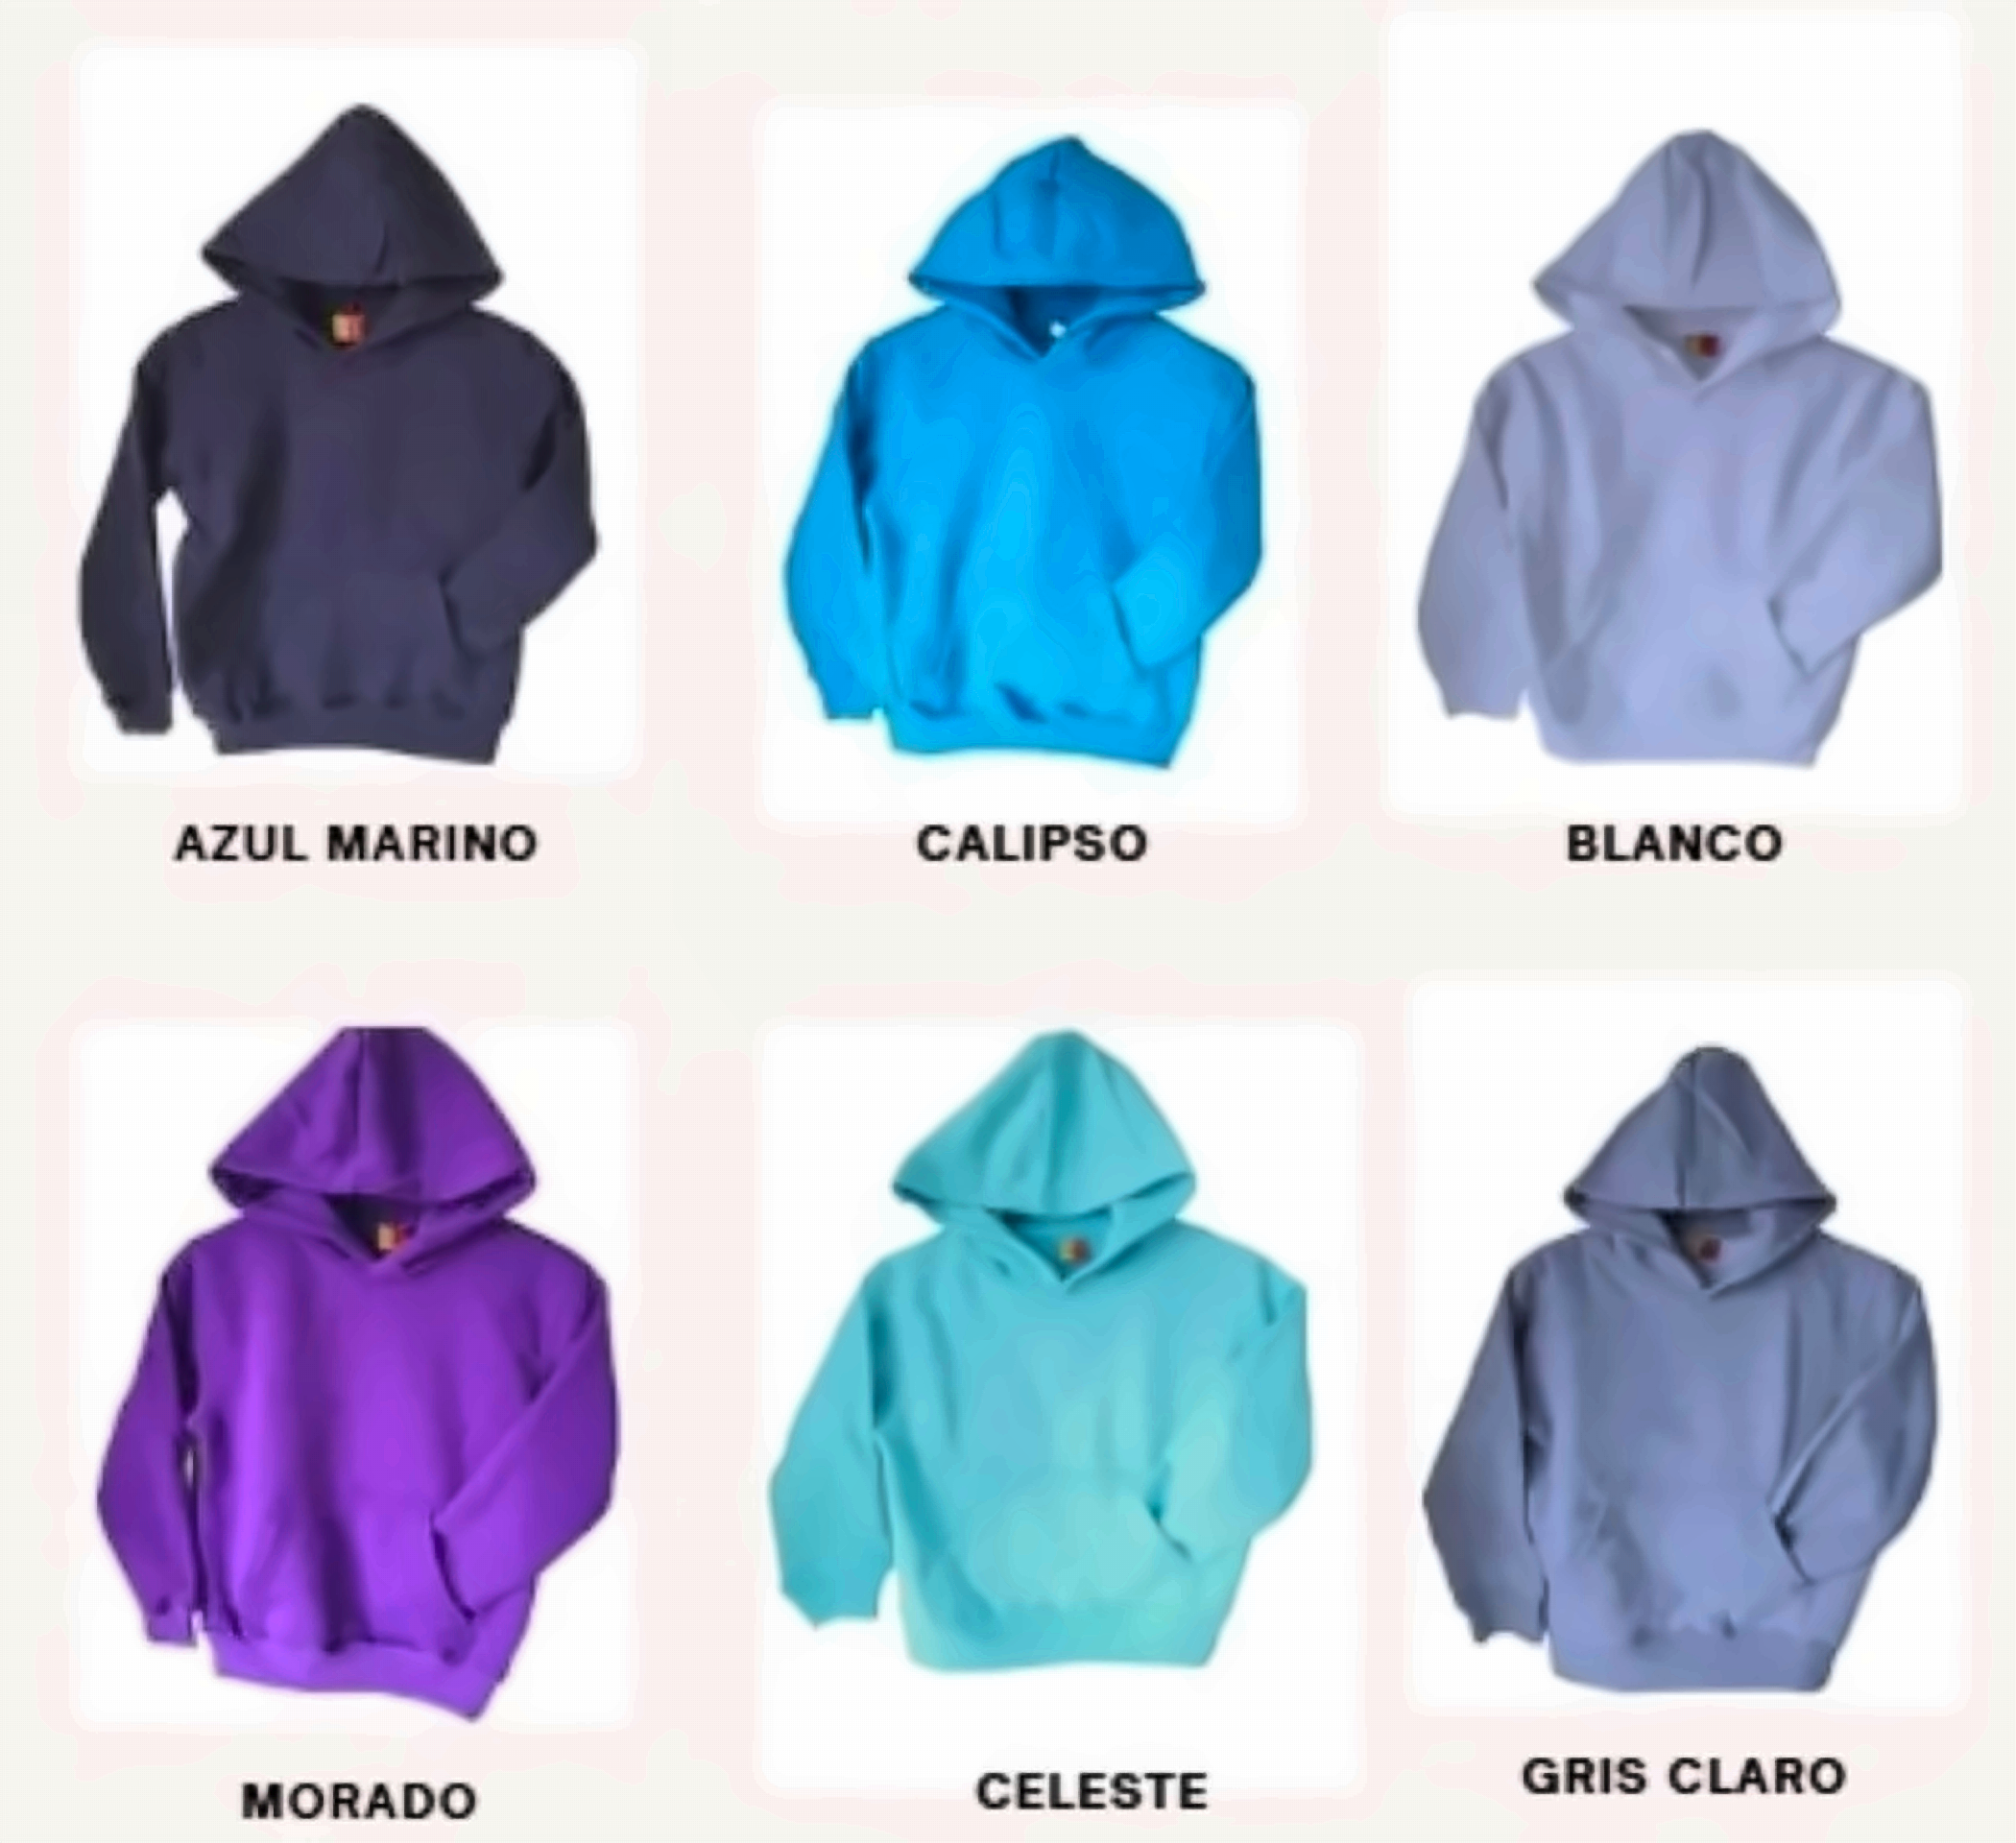 AZUL MARINO
CALIPSO
BLANCO
MORADO
CELESTE
GRIS CLARO